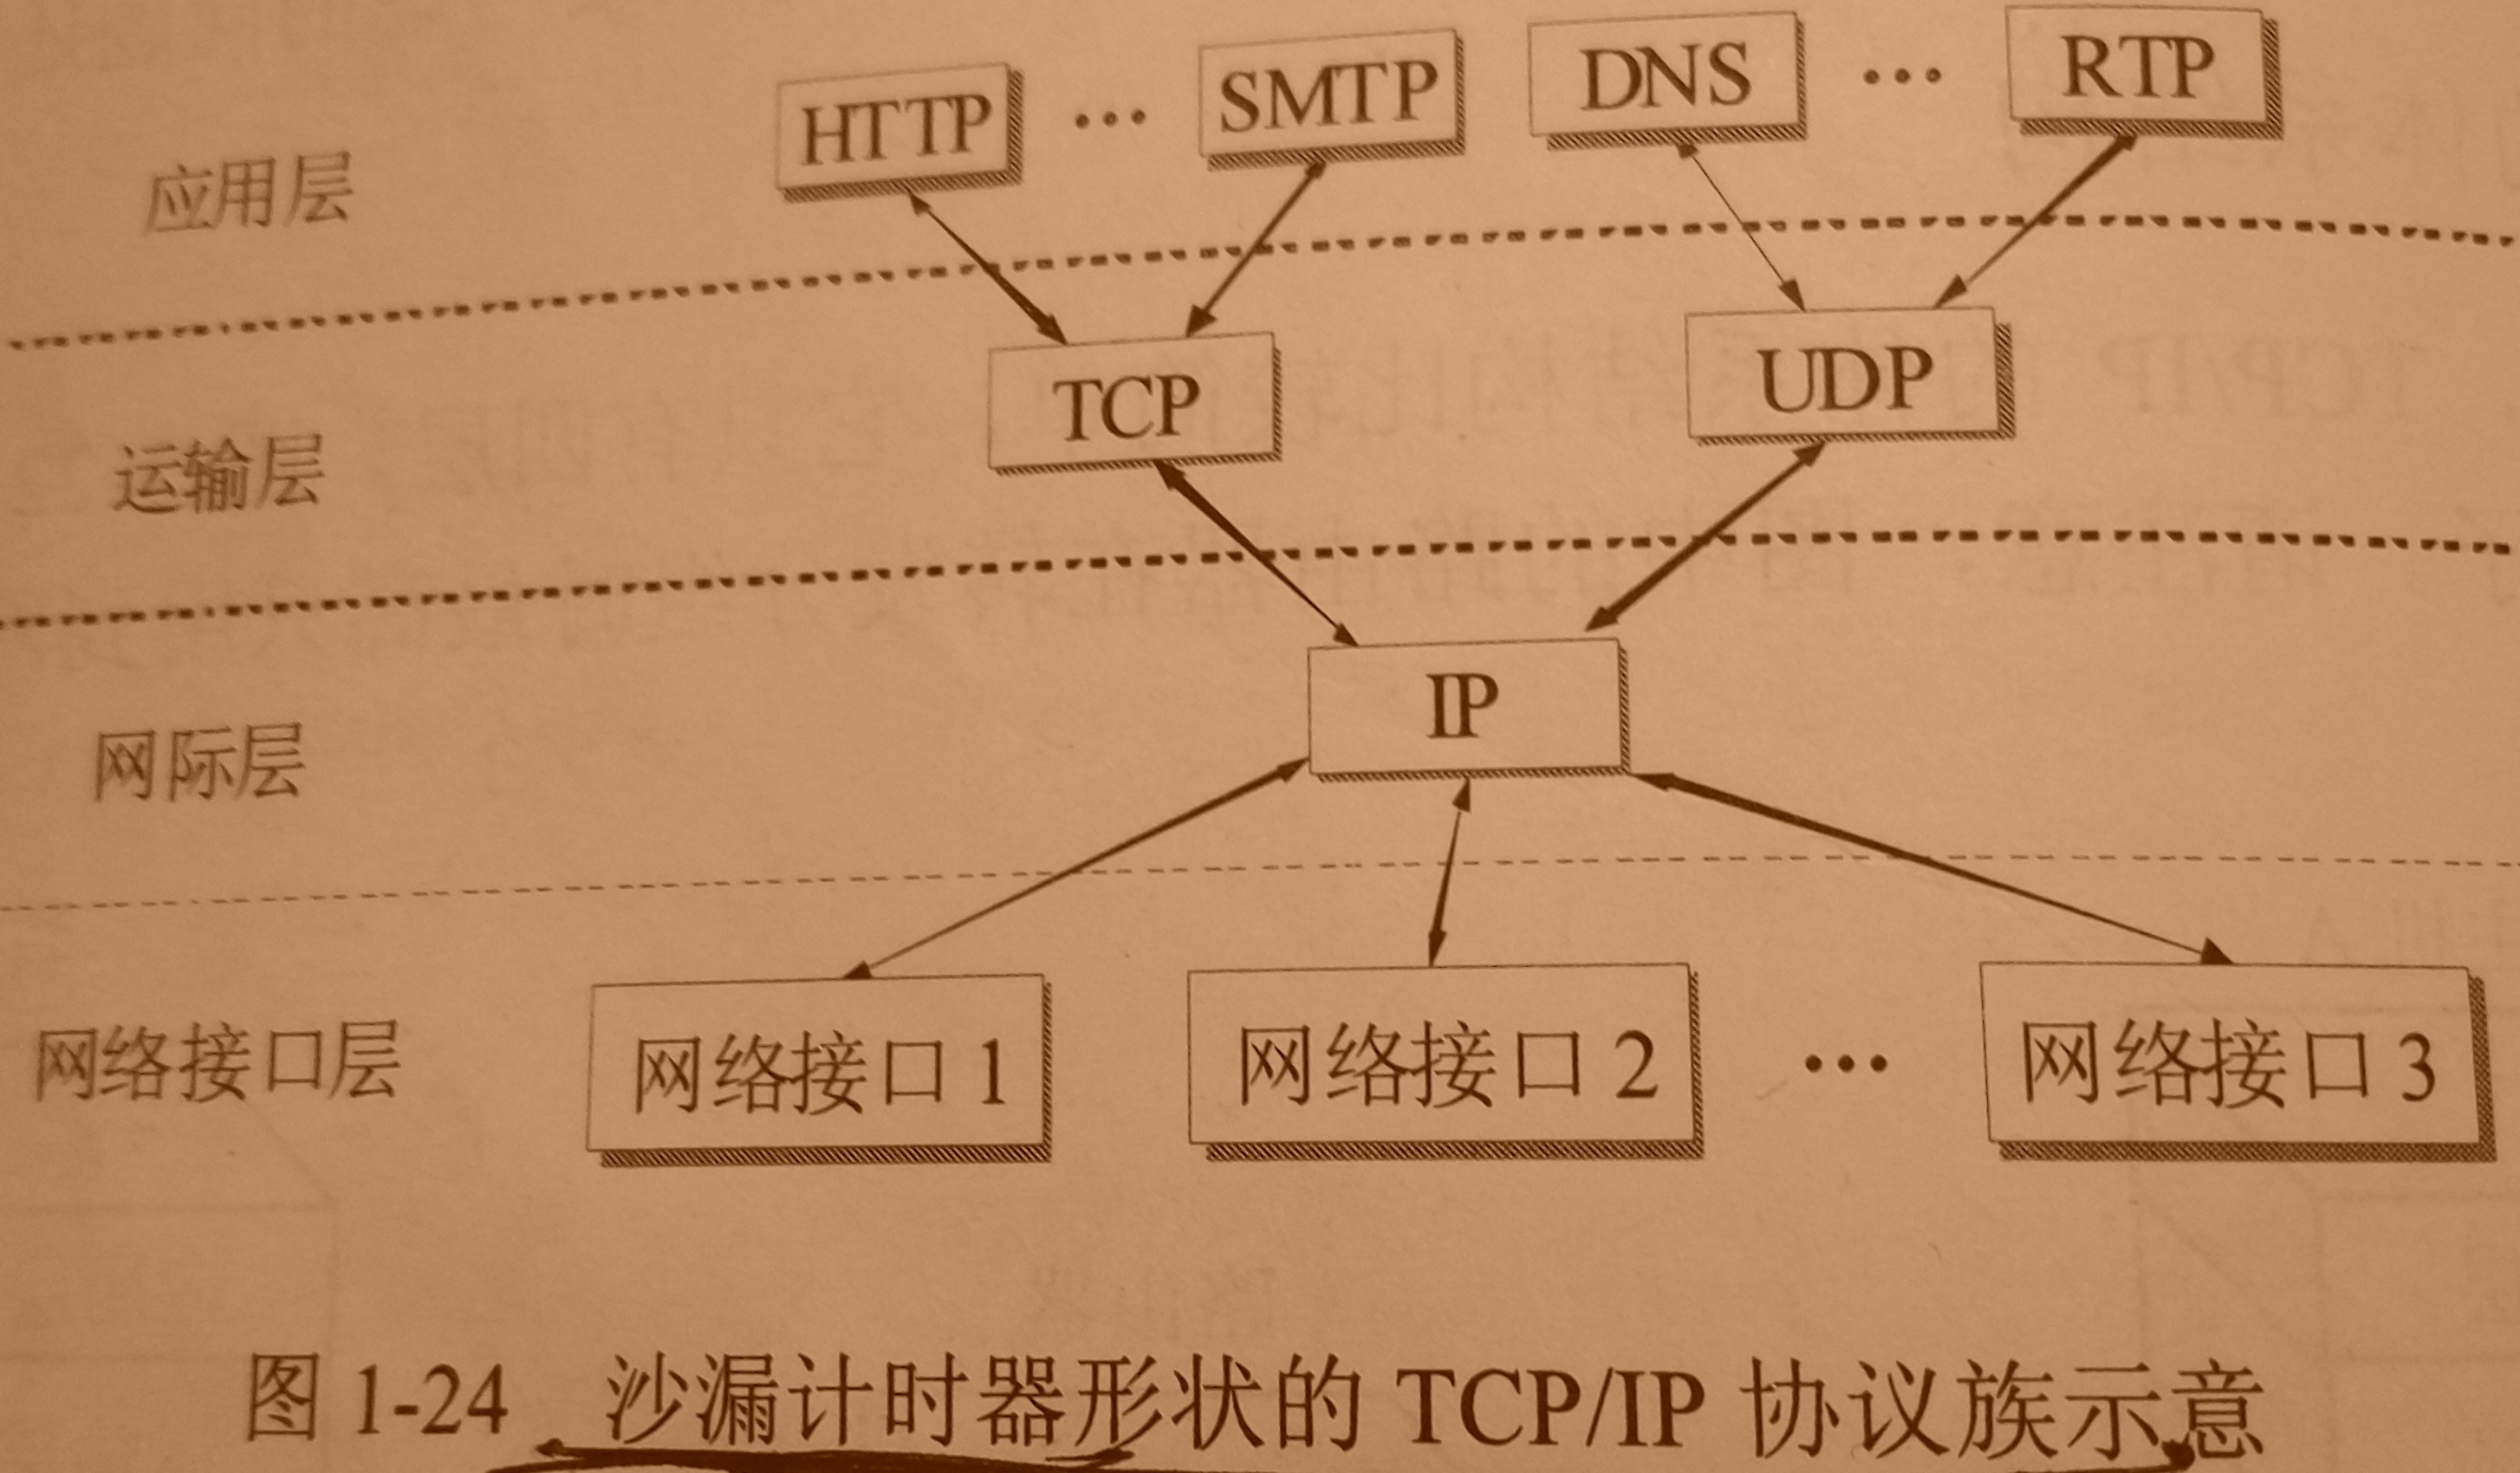 HTTP … SMTP DNS … RTP
应用层
TCP UDP
运输层
IP
网际层
网络接口层 网络接口 1 网络接口 2 … 网络接口 3
图 1-24 沙漏计时器形状的 TCP/IP 协议族示意